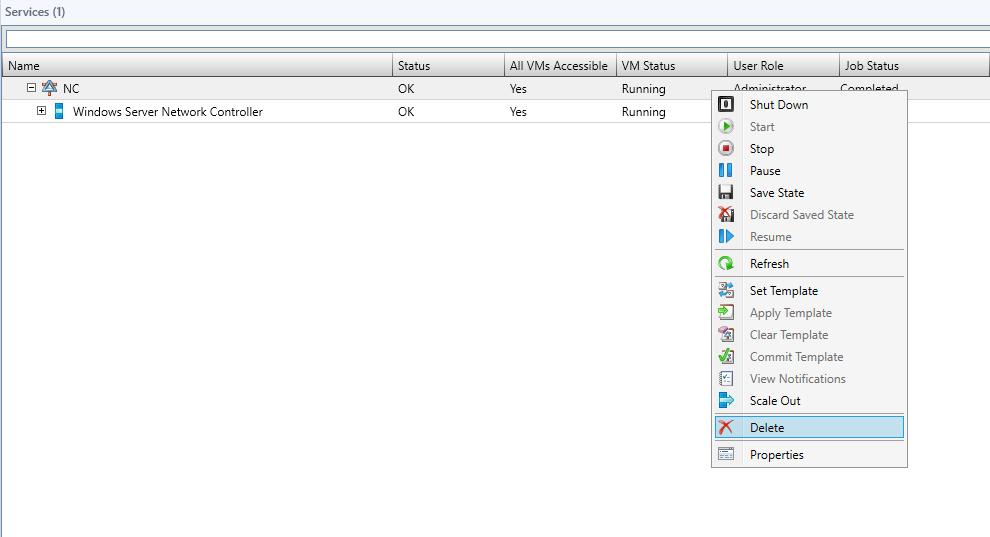 Services (1)
Name Status All VMs Accessible VM Status User Role Job Status
NC OK Yes Running Administrator Completed
Windows Server Network Controller OK Yes Running
Shut Down
Start
Stop
Pause
Save State
Discard Saved State
Resume
Refresh
Set Template
Apply Template
Clear Template
Commit Template
View Notifications
Scale Out
Delete
Properties